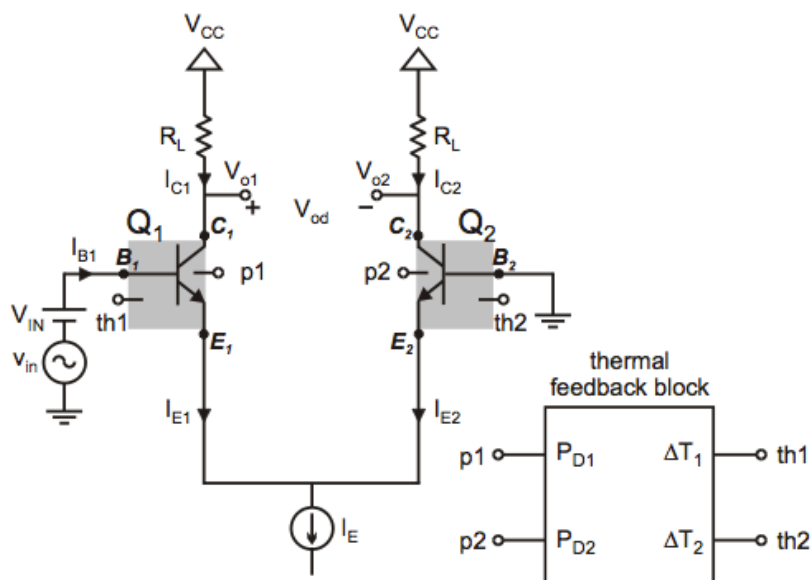 V_CC V_CC
R_L R_L
I_C1 V_o1 V_o2 I_C2
+ V_od −
Q_1 C_1 C_2 Q_2
I_B1 B_1 p1 p2 B_2
V_IN th1 th2
v_in E_1 E_2
thermal
feedback block
I_E1 I_E2
p1 P_D1 ΔT_1 th1
I_E
p2 P_D2 ΔT_2 th2